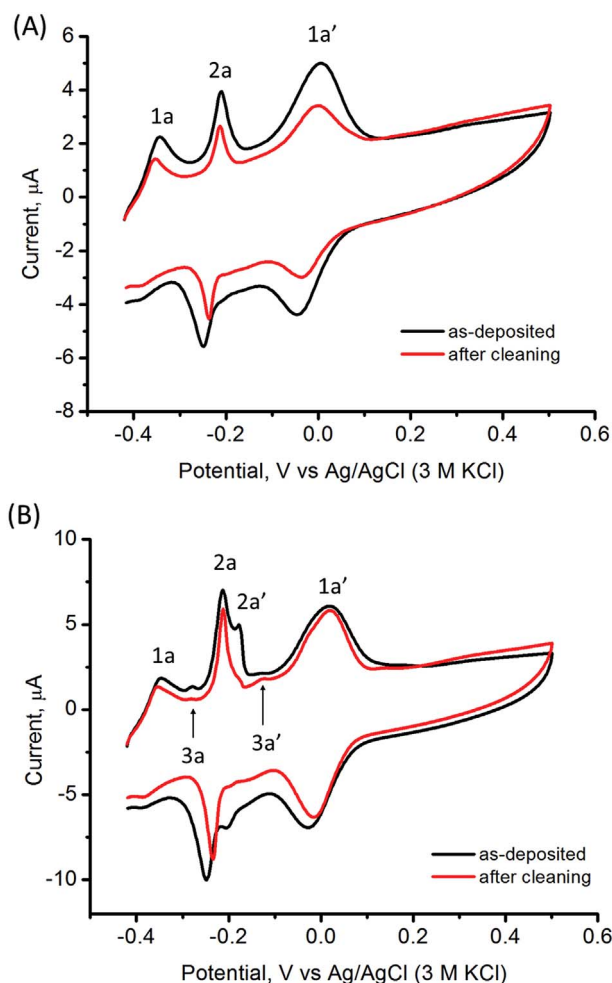 (A)
6
4
2
0
-2
-4
-6
-8
Current, μA
1a
2a
1a’
as-deposited
after cleaning
-0.4 -0.2 0.0 0.2 0.4 0.6
Potential, V vs Ag/AgCl (3 M KCl)
(B)
10
5
0
-5
-10
Current, μA
2a
2a’
1a’
1a
3a
3a’
as-deposited
after cleaning
-0.4 -0.2 0.0 0.2 0.4 0.6
Potential, V vs Ag/AgCl (3 M KCl)